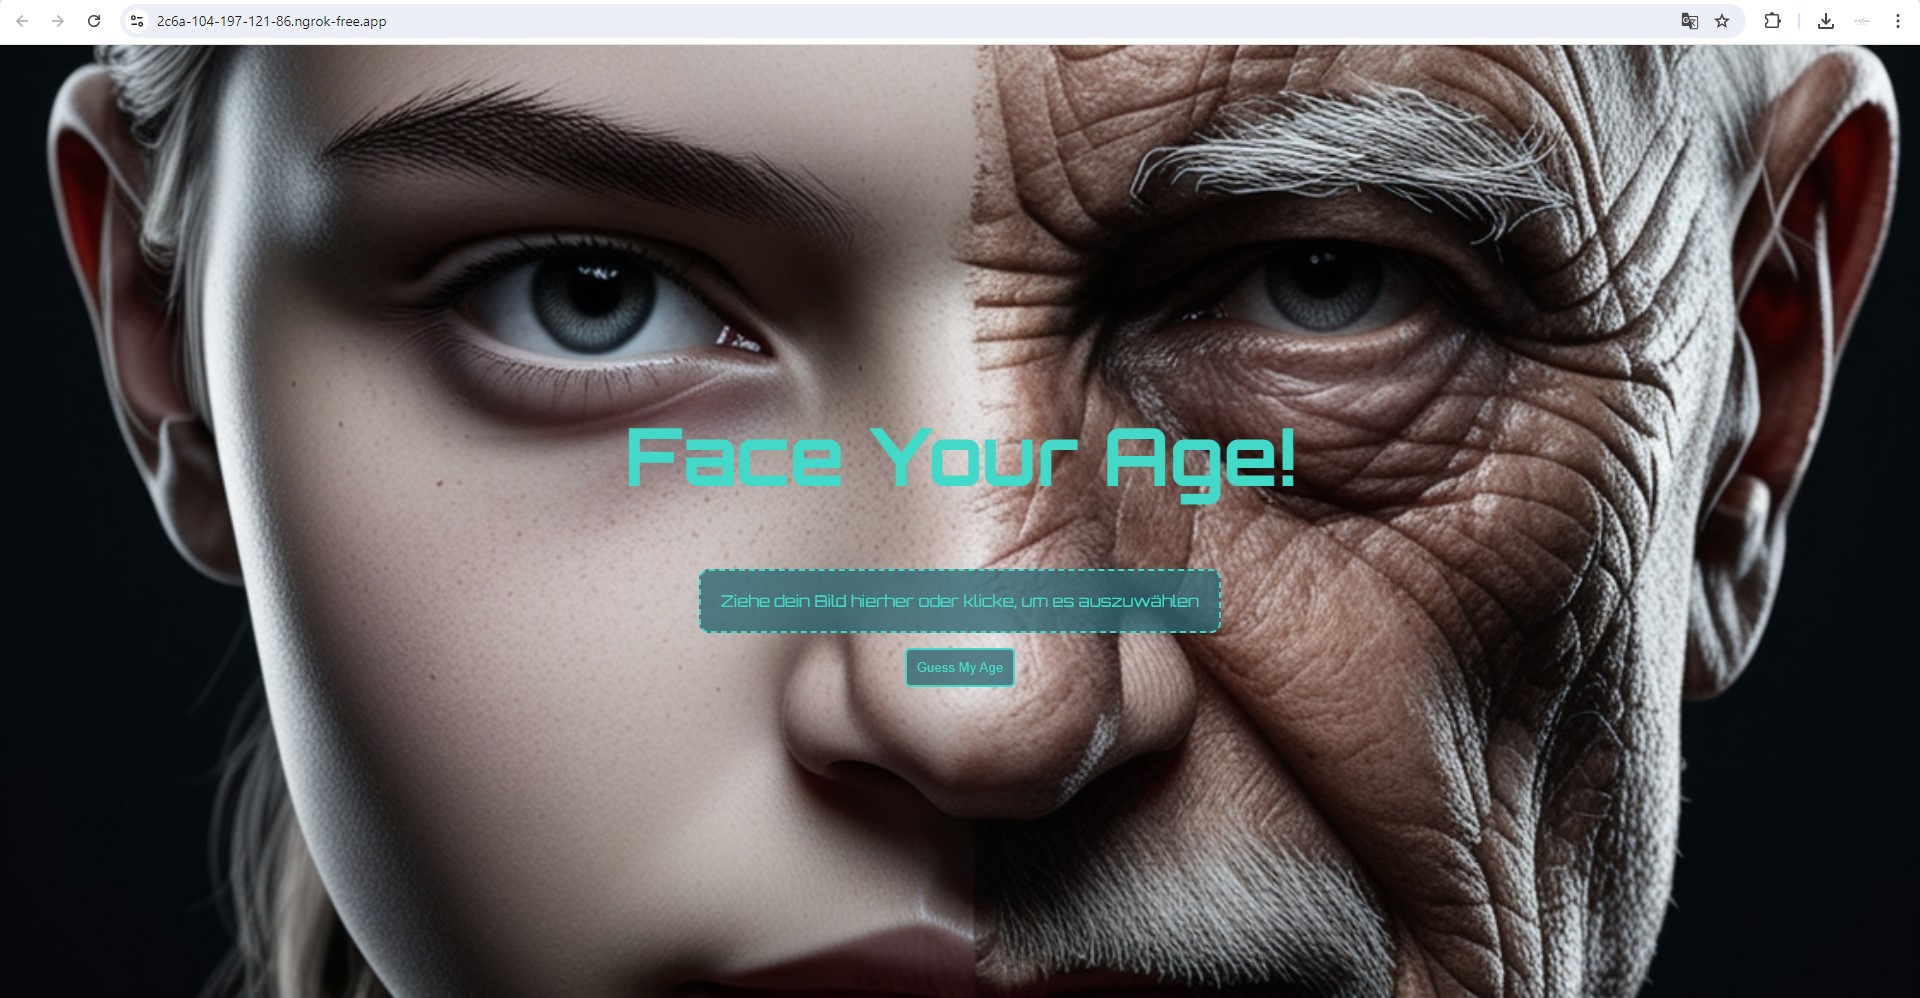 2c6a-104-197-121-86.ngrok-free.app
Face Your Age!
Ziehe dein Bild hierher oder klicke, um es auszuwählen
Guess My Age